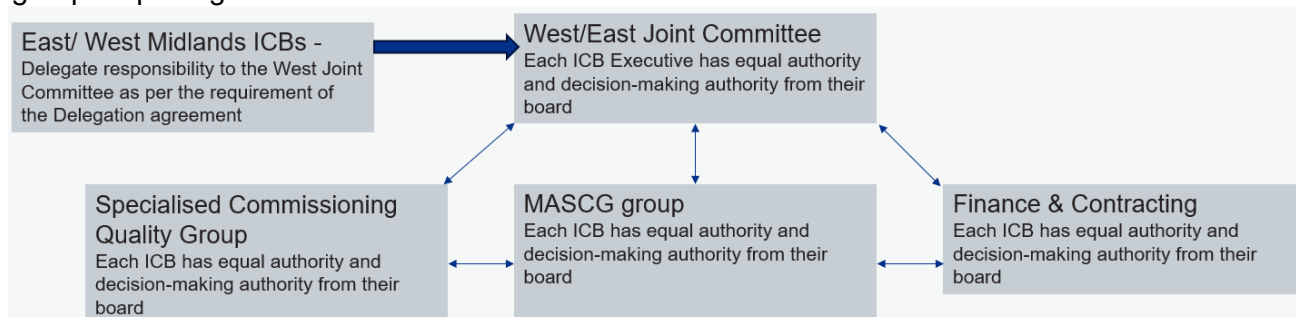 East/ West Midlands ICBs -
Delegate responsibility to the West Joint
Committee as per the requirement of
the Delegation agreement
West/East Joint Committee
Each ICB Executive has equal authority
and decision-making authority from their
board
Specialised Commissioning
Quality Group
Each ICB has equal authority and
decision-making authority from their
board
MASCG group
Each ICB has equal authority and
decision-making authority from their
board
Finance & Contracting
Each ICB has equal authority and
decision-making authority from their
board